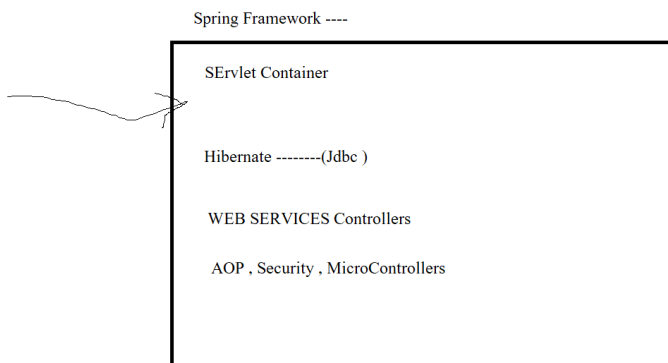 Spring Framework ----
SErvlet Container
Hibernate --------(Jdbc )
WEB SERVICES Controllers
AOP , Security , MicroControllers